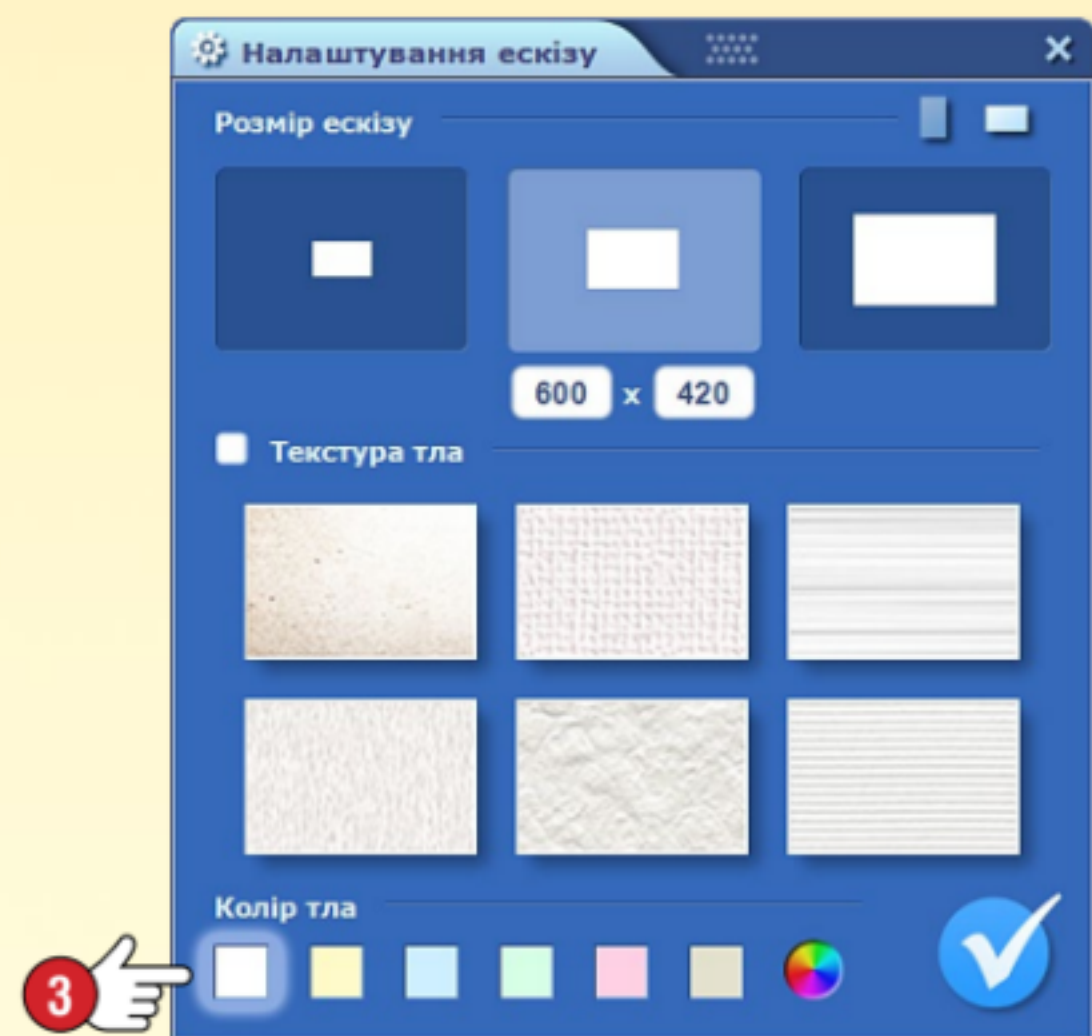 Налаштування ескізу
Розмір ескізу
600 x 420
Текстура тла
Колір тла
3